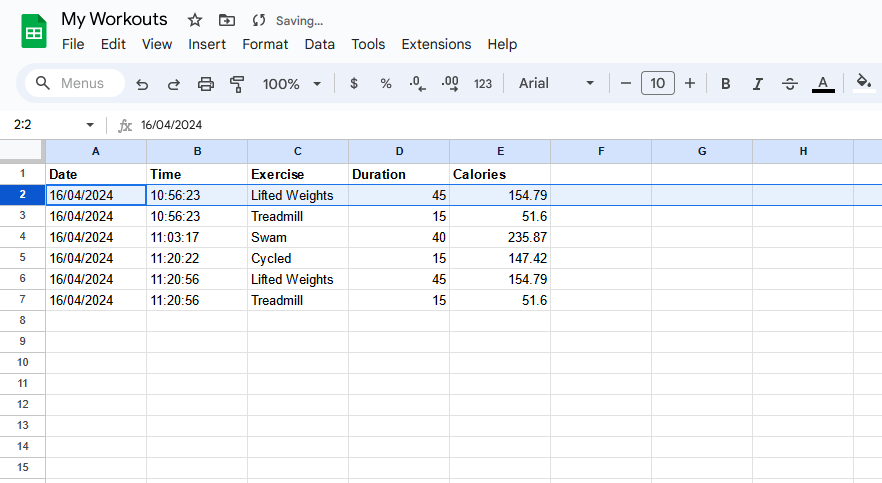 My Workouts Saving...
File Edit View Insert Format Data Tools Extensions Help
Menus 100% $ % .0 .00 123 Arial 10 B I S A
2:2 fx 16/04/2024
A B C D E F G H
1 Date Time Exercise Duration Calories
2 16/04/2024 10:56:23 Lifted Weights 45 154.79
3 16/04/2024 10:56:23 Treadmill 15 51.6
4 16/04/2024 11:03:17 Swam 40 235.87
5 16/04/2024 11:20:22 Cycled 15 147.42
6 16/04/2024 11:20:56 Lifted Weights 45 154.79
7 16/04/2024 11:20:56 Treadmill 15 51.6
8
9
10
11
12
13
14
15